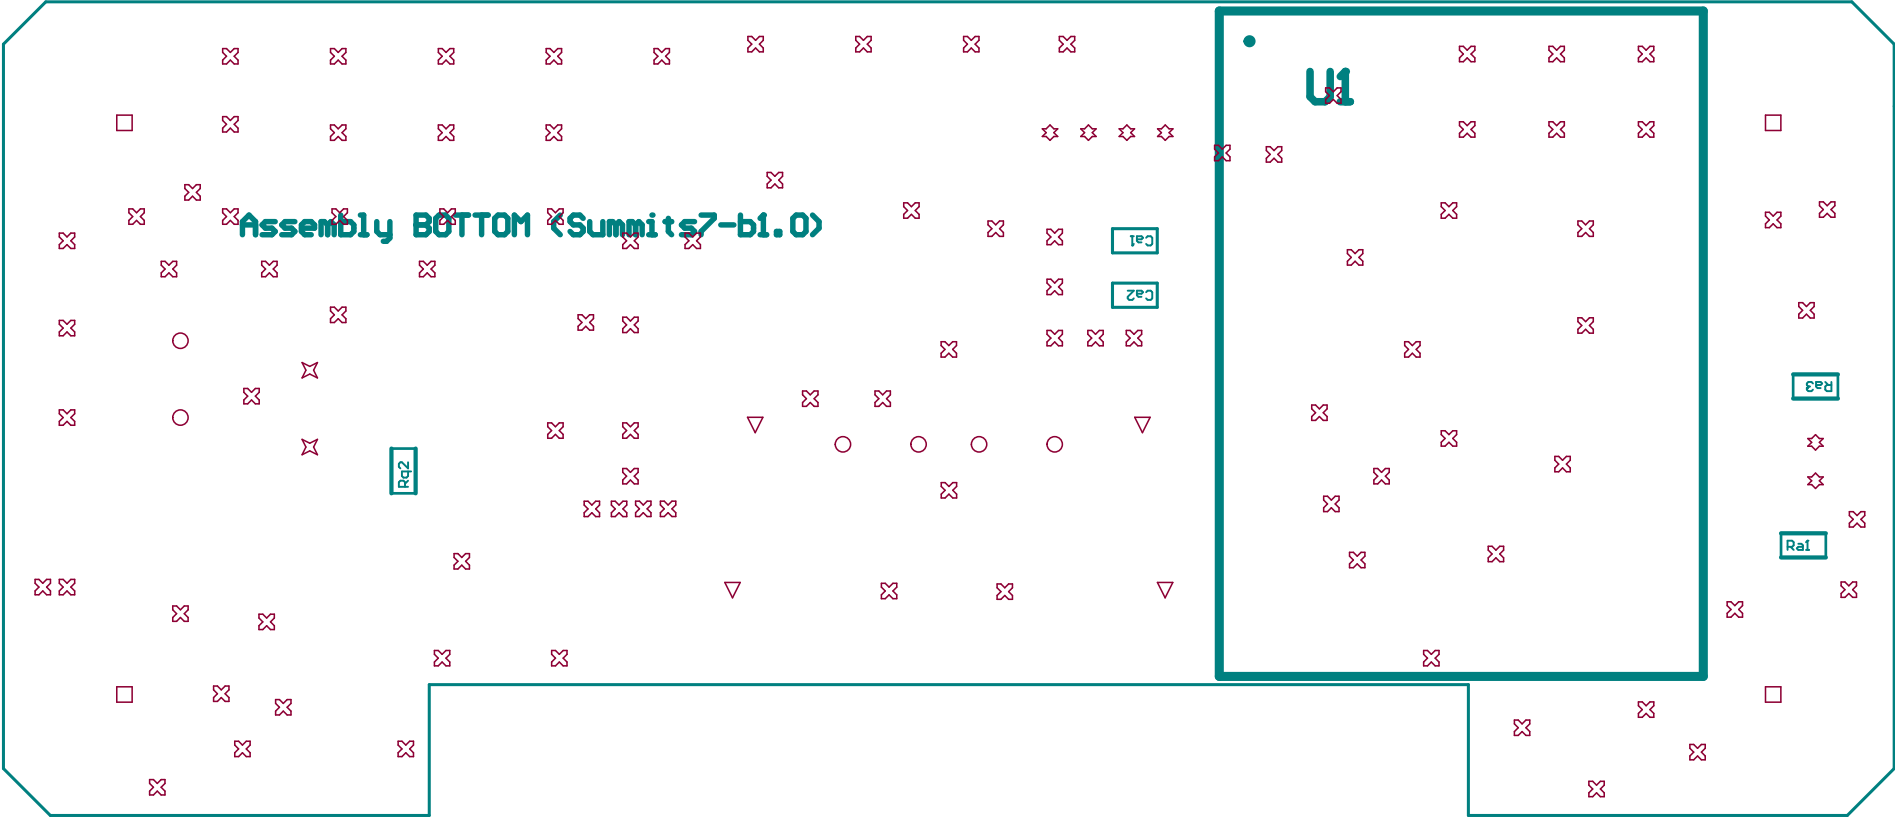 U1
Assembly BOTTOM (Summits7-b1.0)
Ca1
Ca2
Ra3
Rq2
Ra1